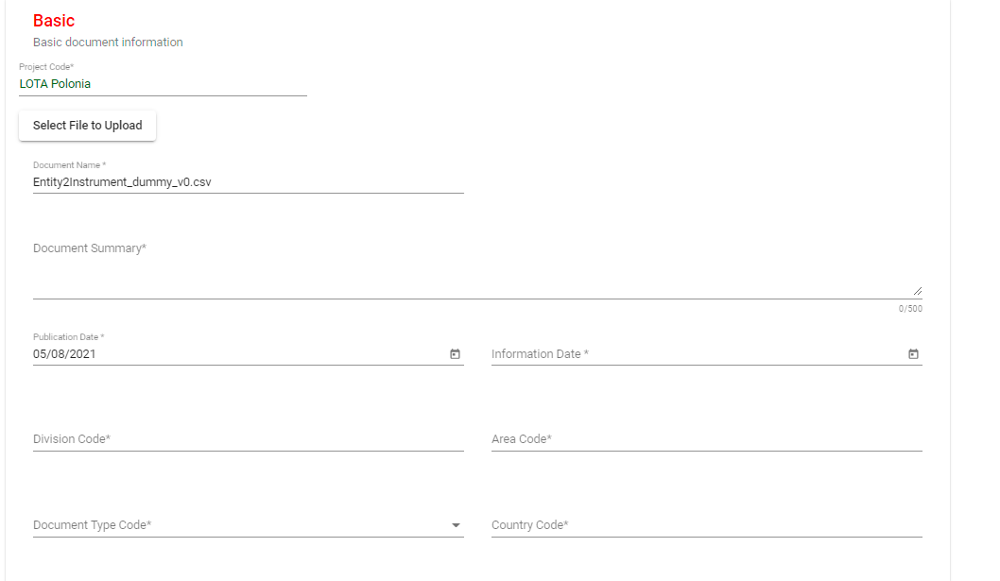 Basic
Basic document information
Project Code*
LOTA Polonia
Select File to Upload
Document Name *
Entity2Instrument_dummy_v0.csv
Document Summary*
0/500
Publication Date *
05/08/2021
Information Date *
Division Code*
Area Code*
Document Type Code*
Country Code*